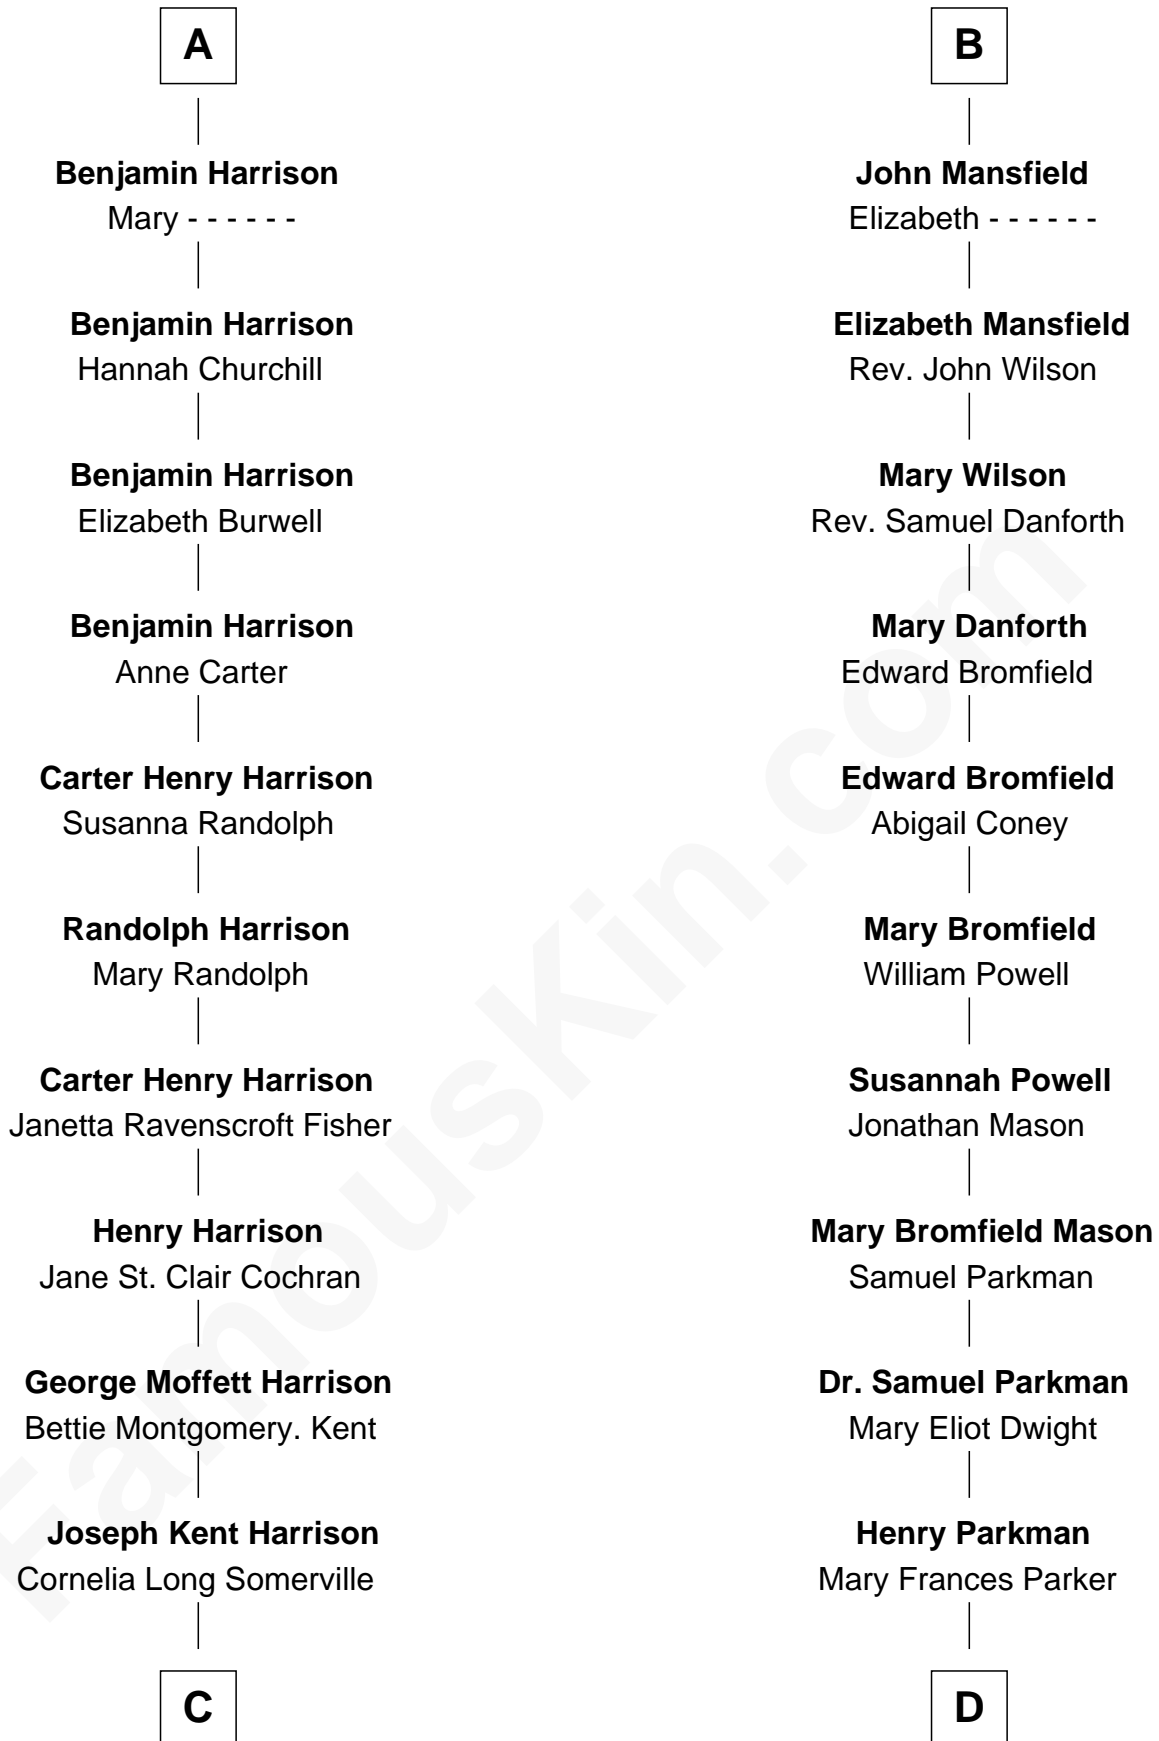 A
Benjamin Harrison
Mary - - - - - -
Benjamin Harrison
Hannah Churchill
Benjamin Harrison
Elizabeth Burwell
Benjamin Harrison
Anne Carter
Carter Henry Harrison
Susanna Randolph
Randolph Harrison
Mary Randolph
Carter Henry Harrison
Janetta Ravenscroft Fisher
Henry Harrison
Jane St. Clair Cochran
George Moffett Harrison
Bettie Montgomery. Kent
Joseph Kent Harrison
Cornelia Long Somerville
C
B
John Mansfield
Elizabeth - - - - - -
Elizabeth Mansfield
Rev. John Wilson
Mary Wilson
Rev. Samuel Danforth
Mary Danforth
Edward Bromfield
Edward Bromfield
Abigail Coney
Mary Bromfield
William Powell
Susannah Powell
Jonathan Mason
Mary Bromfield Mason
Samuel Parkman
Dr. Samuel Parkman
Mary Eliot Dwight
Henry Parkman
Mary Frances Parker
D
FamousKin.com